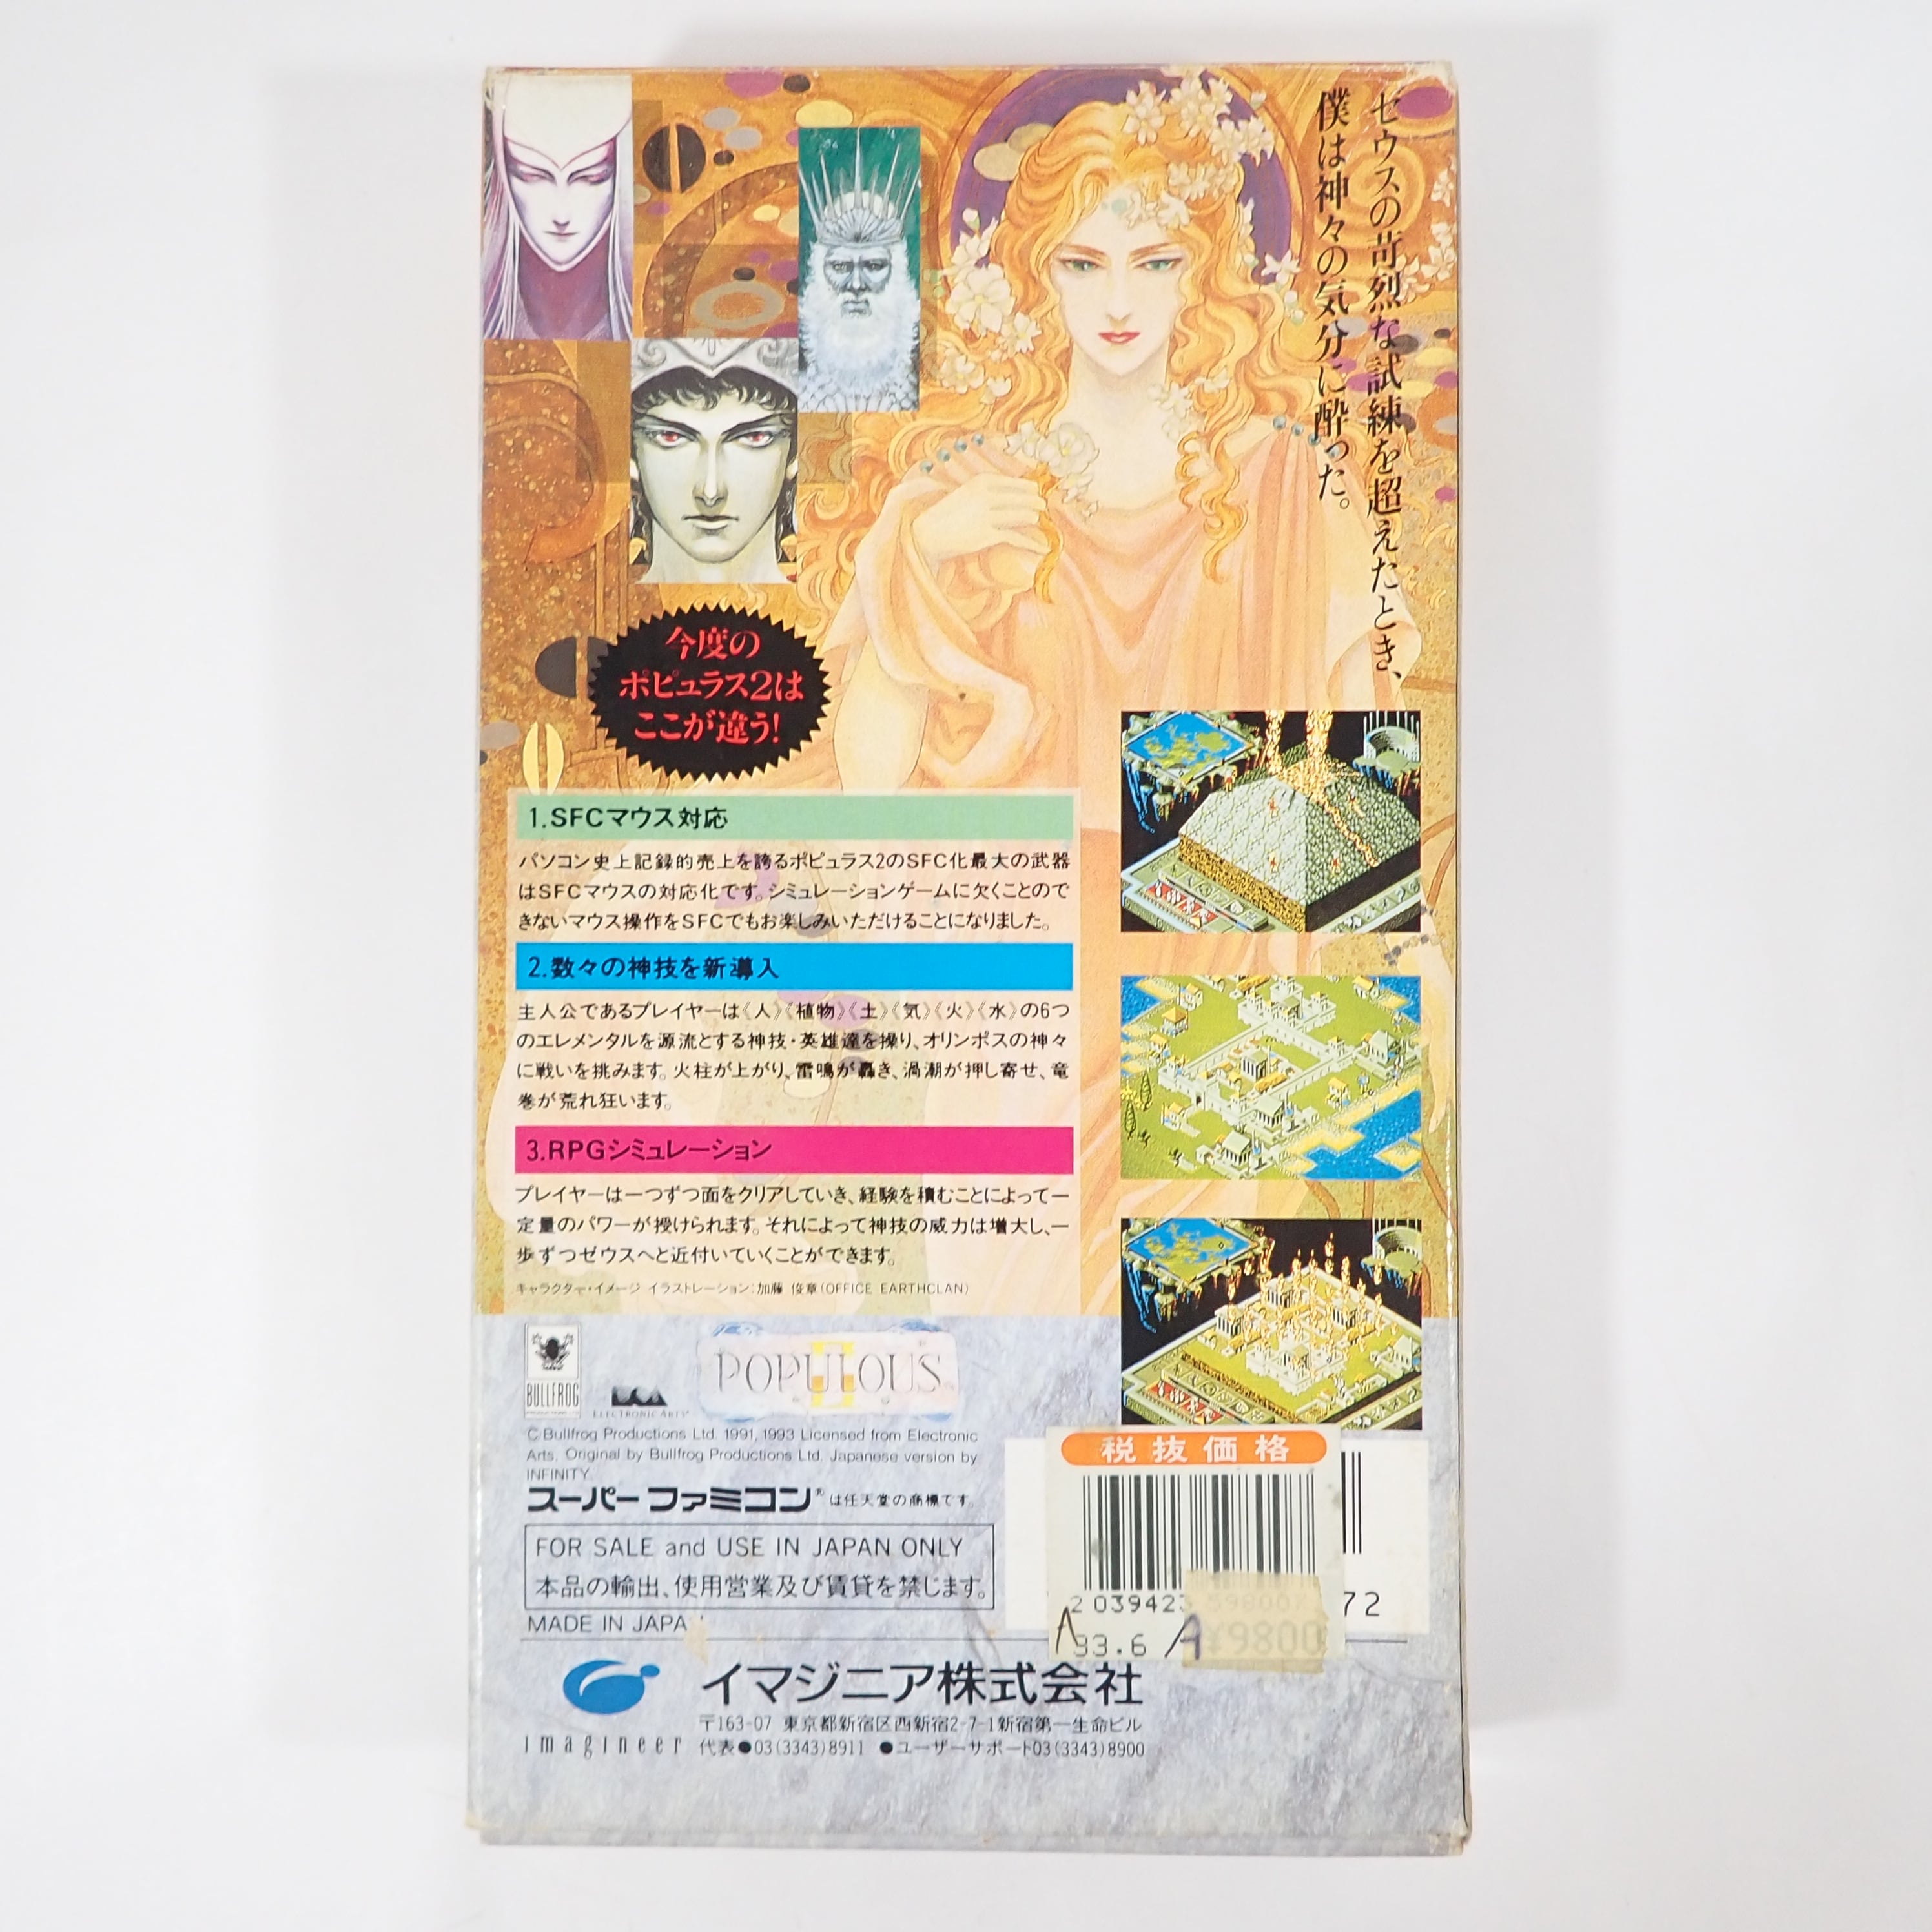 ゼウスの苛烈な試練を超えたとき、
僕は神々の気分に酔った。
今度の
ポピュラス2は
ここが違う!
1.SFCマウス対応
パソコン史上記録的売上を誇るポピュラス2のSFC化最大の武器
はSFCマウスの対応化です。シミュレーションゲームに欠くことので
きないマウス操作をSFCでもお楽しみいただけることになりました。
2.数々の神技を新導入
主人公であるプレイヤーは《人》《植物》《土》《気》《火》《水》の6つ
のエレメンタルを源流とする神技・英雄達を操り、オリンポスの神々
に戦いを挑みます。火柱が上がり、雷鳴が轟き、渦潮が押し寄せ、竜
巻が荒れ狂います。
3.RPGシミュレーション
プレイヤーは一つずつ面をクリアしていき、経験を積むことによって一
定量のパワーが授けられます。それによって神技の威力は増大し、一
歩ずつゼウスへと近付いていくことができます。
キャラクター・イメージ イラストレーション:加藤 俊章(OFFICE EARTHCLAN)
BULLFROG
ELECTRONIC ARTS
POPULOUS II
© Bullfrog Productions Ltd. 1991, 1993 Licensed from Electronic
Arts, Original by Bullfrog Productions Ltd. Japanese version by
INFINITY.
スーパーファミコン®は任天堂の商標です。
FOR SALE and USE IN JAPAN ONLY
本品の輸出、使用営業及び賃貸を禁じます。
MADE IN JAPA
税抜価格
2 039423 598007
72
A 93.6 A ¥9800
imagineer
イマジニア株式会社
〒163-07 東京都新宿区西新宿2-7-1新宿第一生命ビル
代表●03(3343)8911 ●ユーザーサポート03(3343)8900